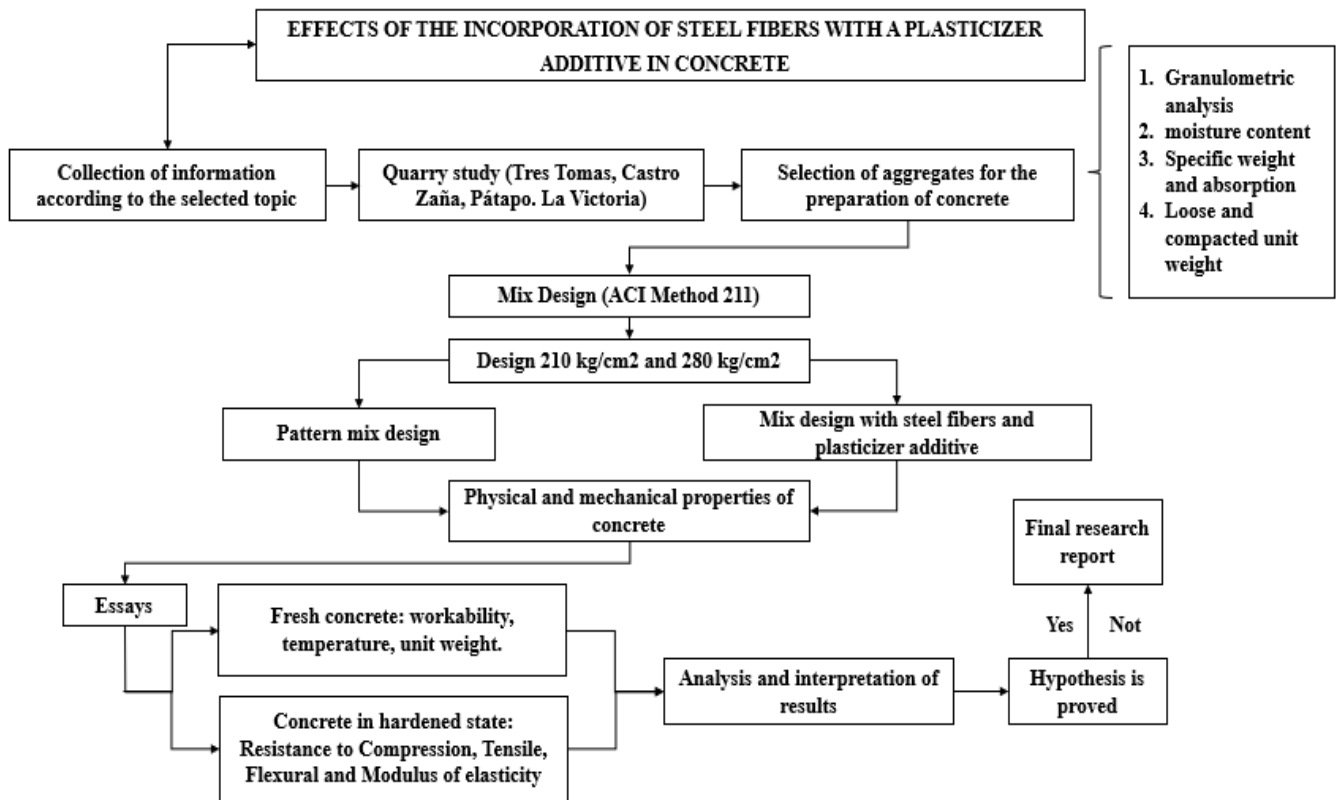 EFFECTS OF THE INCORPORATION OF STEEL FIBERS WITH A PLASTICIZER
ADDITIVE IN CONCRETE
1. Granulometric
analysis
2. moisture content
3. Specific weight
and absorption
4. Loose and
compacted unit
weight
Collection of information
according to the selected topic
Quarry study (Tres Tomas, Castro
Zaña, Pátapo. La Victoria)
Selection of aggregates for the
preparation of concrete
Mix Design (ACI Method 211)
Design 210 kg/cm2 and 280 kg/cm2
Pattern mix design
Mix design with steel fibers and
plasticizer additive
Physical and mechanical properties of
concrete
Essays
Fresh concrete: workability,
temperature, unit weight.
Concrete in hardened state:
Resistance to Compression, Tensile,
Flexural and Modulus of elasticity
Analysis and interpretation of
results
Hypothesis is
proved
Yes Not
Final research
report